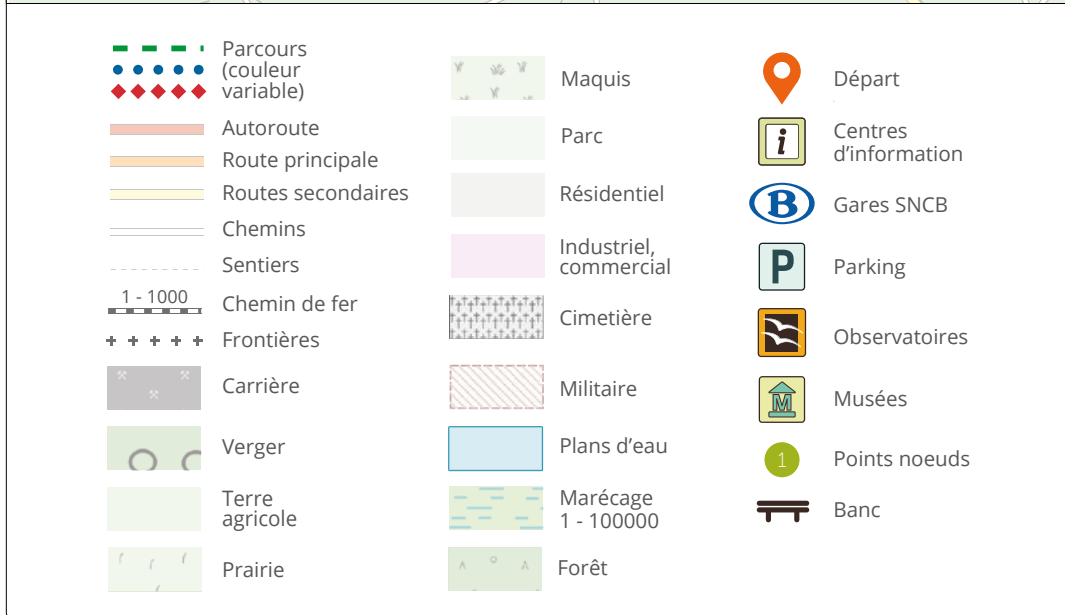 Parcours
(couleur
variable)
Autoroute
Route principale
Routes secondaires
Chemins
Sentiers
1 - 1000
Chemin de fer
Frontières
Carrière
Verger
Terre
agricole
Prairie
Maquis
Parc
Résidentiel
Industriel,
commercial
Cimetière
Militaire
Plans d’eau
Marécage
1 - 100000
Forêt
Départ
i
Centres
d’information
B
Gares SNCB
P
Parking
Observatoires
M
Musées
1
Points noeuds
Banc